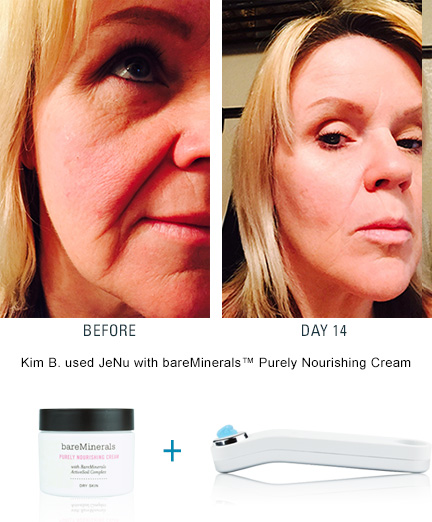 BEFORE DAY 14
Kim B. used JeNu with bareMinerals™ Purely Nourishing Cream
bareMinerals
PURELY NOURISHING CREAM
with BareMinerals
ActiveSoil Complex
DRY SKIN
+